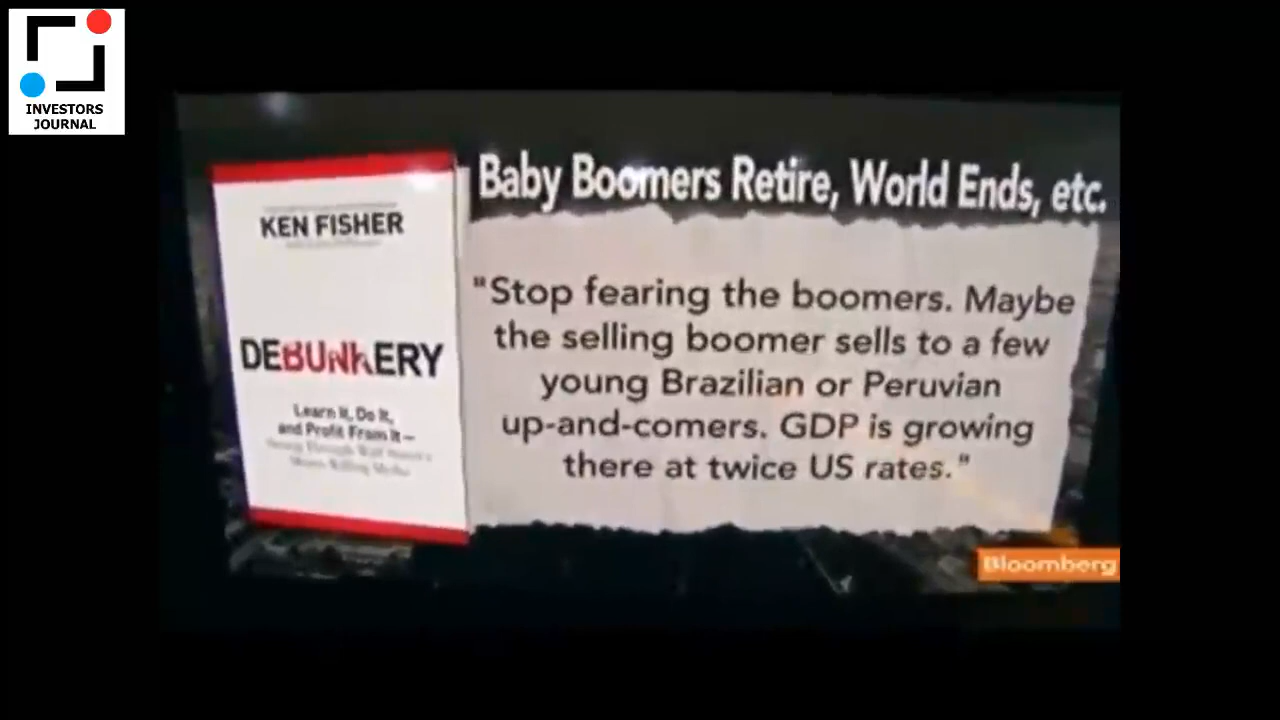 INVESTORS
JOURNAL
Baby Boomers Retire, World Ends, etc.
KEN FISHER
DEBUNKERY
Learn It, Do It,
and Profit From It—
"Stop fearing the boomers. Maybe
the selling boomer sells to a few
young Brazilian or Peruvian
up-and-comers. GDP is growing
there at twice US rates."
Bloomberg